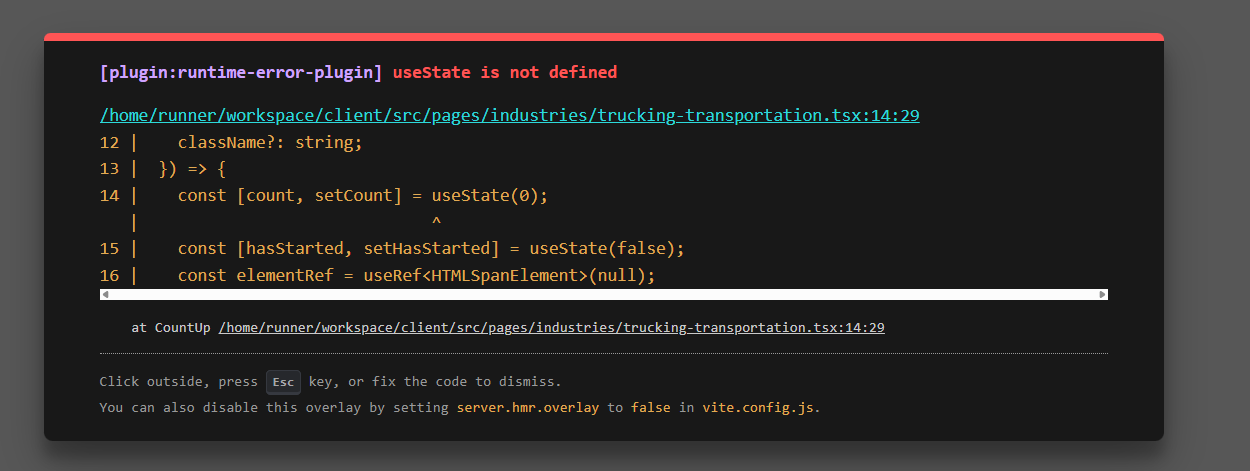 [plugin:runtime-error-plugin] useState is not defined
/home/runner/workspace/client/src/pages/industries/trucking-transportation.tsx:14:29
12 |    className?: string;
13 |  }) => {
14 |    const [count, setCount] = useState(0);
   |                              ^
15 |    const [hasStarted, setHasStarted] = useState(false);
16 |    const elementRef = useRef<HTMLSpanElement>(null);
at CountUp /home/runner/workspace/client/src/pages/industries/trucking-transportation.tsx:14:29
Click outside, press Esc key, or fix the code to dismiss.
You can also disable this overlay by setting server.hmr.overlay to false in vite.config.js.